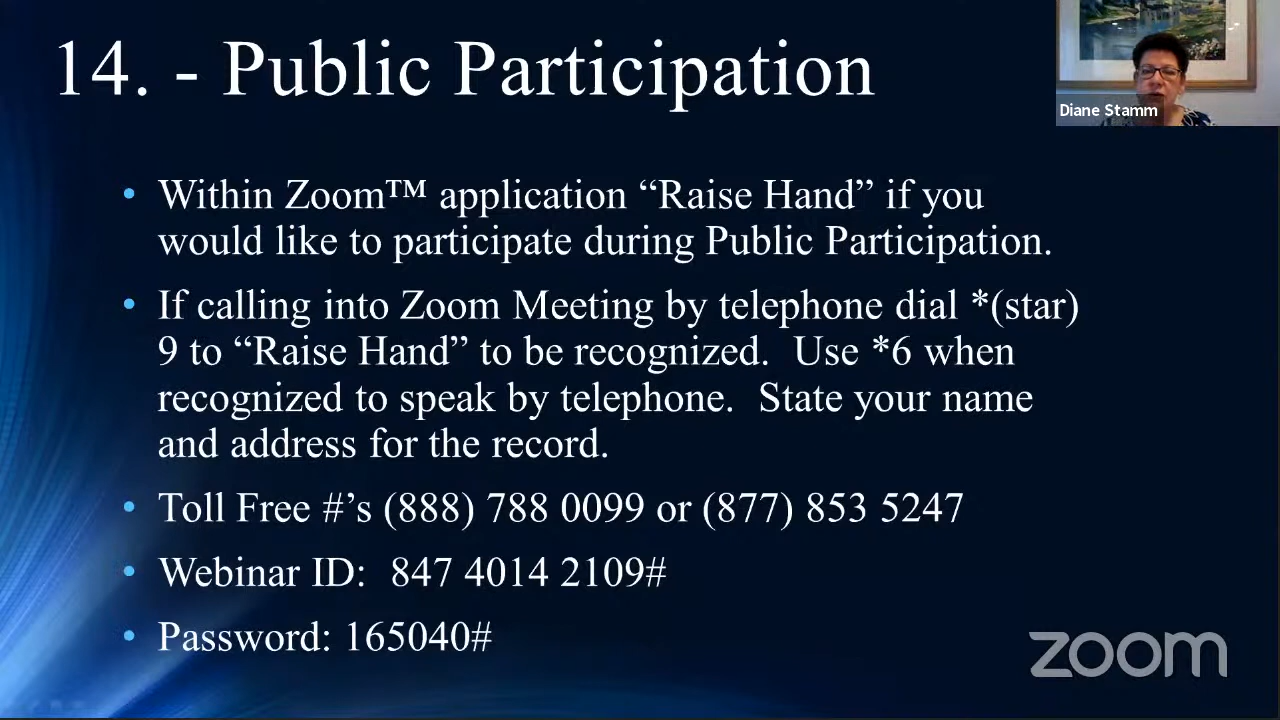 14. - Public Participation
Diane Stamm
• Within Zoom™ application “Raise Hand” if you
would like to participate during Public Participation.
• If calling into Zoom Meeting by telephone dial *(star)
9 to “Raise Hand” to be recognized.  Use *6 when
recognized to speak by telephone.  State your name
and address for the record.
• Toll Free #’s (888) 788 0099 or (877) 853 5247
• Webinar ID:  847 4014 2109#
• Password: 165040#
zoom